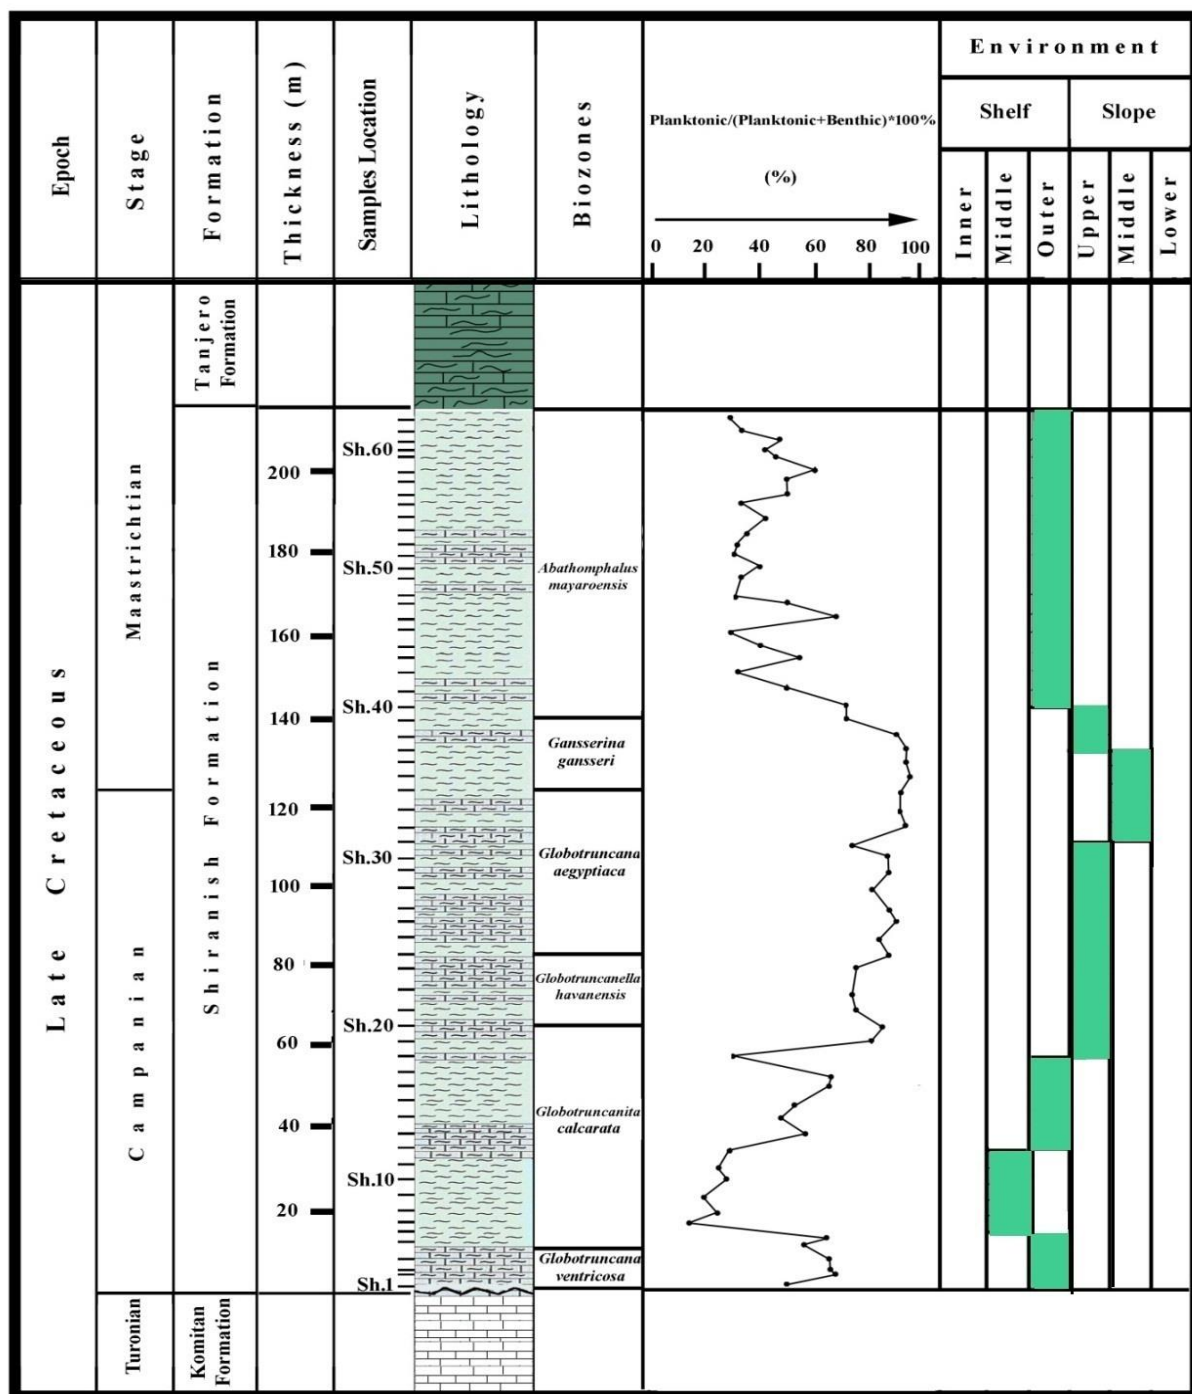 Epoch
Stage
Formation
Thickness (m)
Samples Location
Lithology
Biozones
Planktonic/(Planktonic+Benthic)*100%
(%)
0 20 40 60 80 100
Environment
Shelf
Slope
Inner
Middle
Outer
Upper
Middle
Lower
Late Cretaceous
Maastrichtian
Campanian
Turonian
Tanjero
Formation
Shiranish Formation
Komitan
Formation
200
180
160
140
120
100
80
60
40
20
Sh.60
Sh.50
Sh.40
Sh.30
Sh.20
Sh.10
Sh.1
Abathomphalus
mayaroensis
Gansserina
gansseri
Globotruncana
aegyptiaca
Globotruncanella
havanensis
Globotruncanita
calcarata
Globotruncana
ventricosa